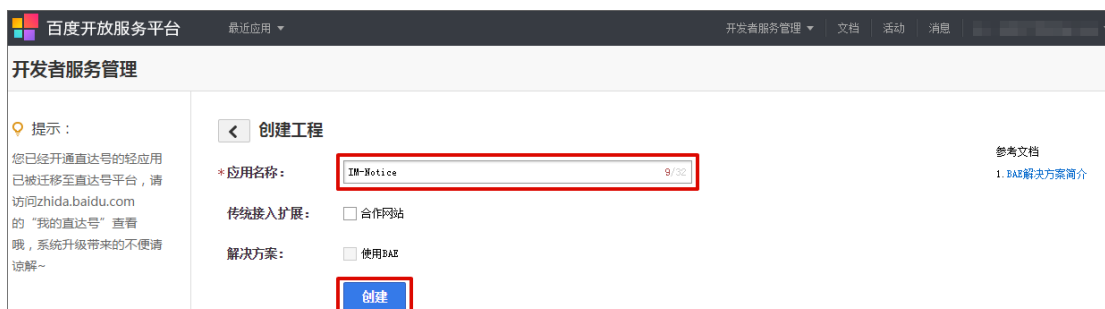 百度开放服务平台 最近应用 开发者服务管理 文档 活动 消息
开发者服务管理
提示：
您已经开通直达号的轻应用
已被迁移至直达号平台，请
访问zhida.baidu.com
的“我的直达号”查看
哦，系统升级带来的不便请
谅解~
创建工程
*应用名称： IM-Notice 9/32
传统接入扩展： 合作网站
解决方案： 使用BAE
创建
参考文档
1. BAE解决方案简介